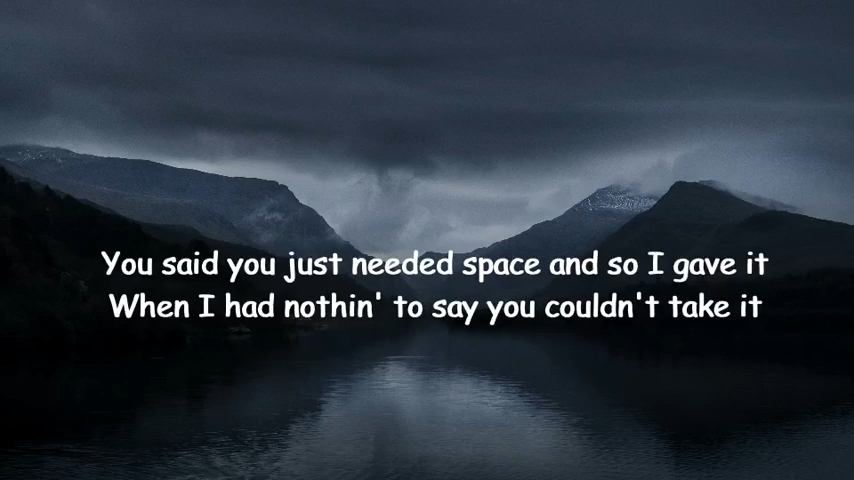 You said you just needed space and so I gave it
When I had nothin' to say you couldn't take it